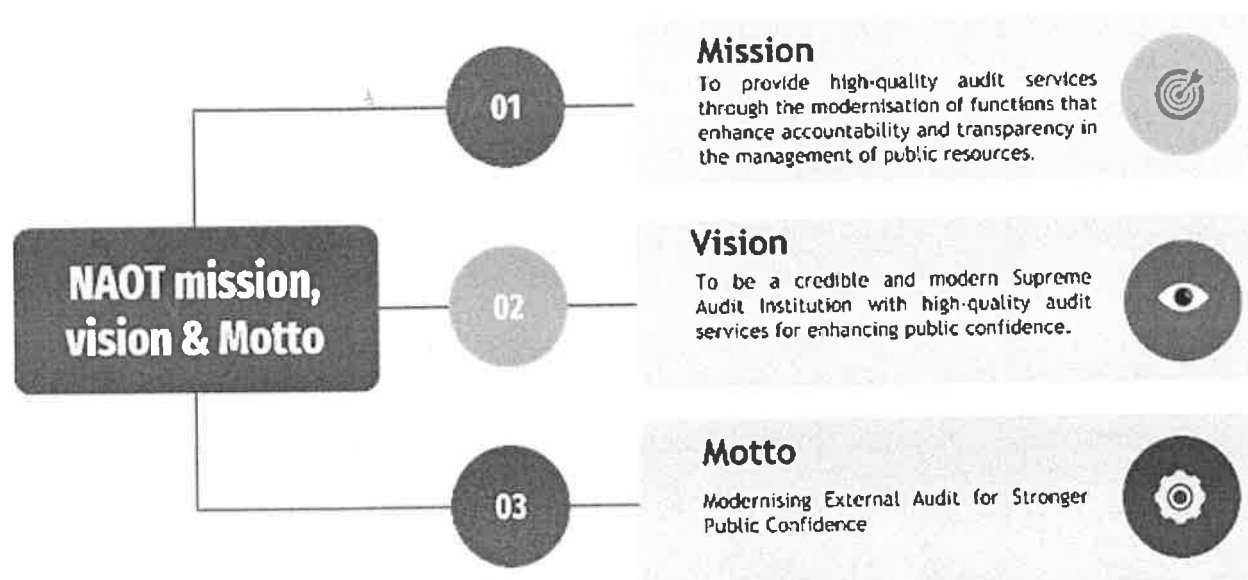 NAOT mission,
vision & Motto
01
Mission
To provide high-quality audit services
through the modernisation of functions that
enhance accountability and transparency in
the management of public resources.
02
Vision
To be a credible and modern Supreme
Audit Institution with high-quality audit
services for enhancing public confidence.
03
Motto
Modernising External Audit for Stronger
Public Confidence